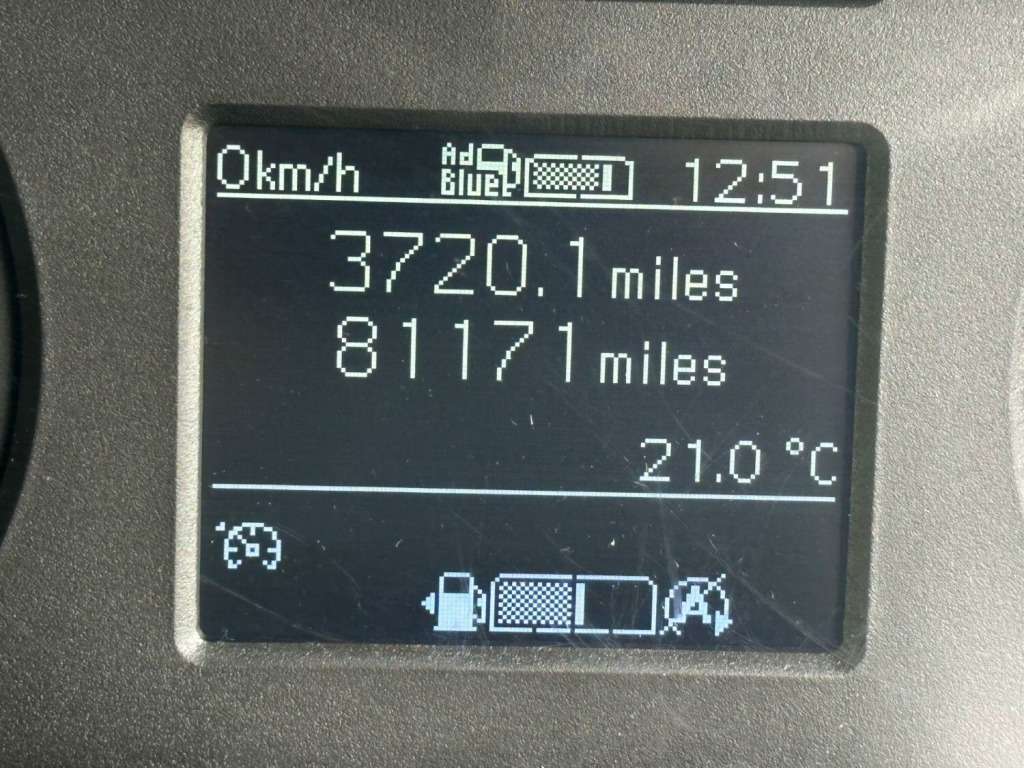 0km/h Ad Blue 12:51
3720.1 miles
81171 miles
21.0 °C
A